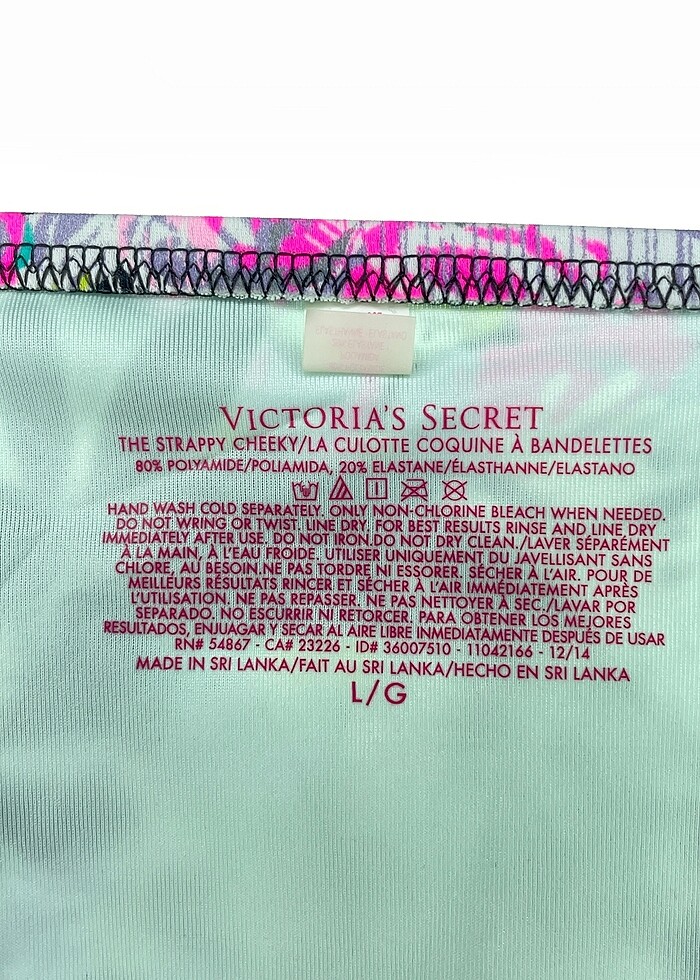 VICTORIA'S SECRET
THE STRAPPY CHEEKY/LA CULOTTE COQUINE À BANDELETTES
80% POLYAMIDE/POLIAMIDA, 20% ELASTANE/ÉLASTHANNE/ELASTANO
HAND WASH COLD SEPARATELY. ONLY NON-CHLORINE BLEACH WHEN NEEDED.
DO NOT WRING OR TWIST. LINE DRY. FOR BEST RESULTS RINSE AND LINE DRY
IMMEDIATELY AFTER USE. DO NOT IRON.DO NOT DRY CLEAN./LAVER SÉPARÉMENT
À LA MAIN, À L'EAU FROIDE. UTILISER UNIQUEMENT DU JAVELLISANT SANS
CHLORE, AU BESOIN.NE PAS TORDRE NI ESSORER. SÉCHER À L'AIR. POUR DE
MEILLEURS RÉSULTATS RINCER ET SÉCHER À L'AIR IMMÉDIATEMENT APRÈS
L'UTILISATION. NE PAS REPASSER. NE PAS NETTOYER À SEC./LAVAR POR
SEPARADO. NO ESCURRIR NI RETORCER. PARA OBTENER LOS MEJORES
RESULTADOS, ENJUAGAR Y SECAR AL AIRE LIBRE INMEDIATAMENTE DESPUÉS DE USAR
RN# 54867 - CA# 23226 - ID# 36007510 - 11042166 - 12/14
MADE IN SRI LANKA/FAIT AU SRI LANKA/HECHO EN SRI LANKA
L/G